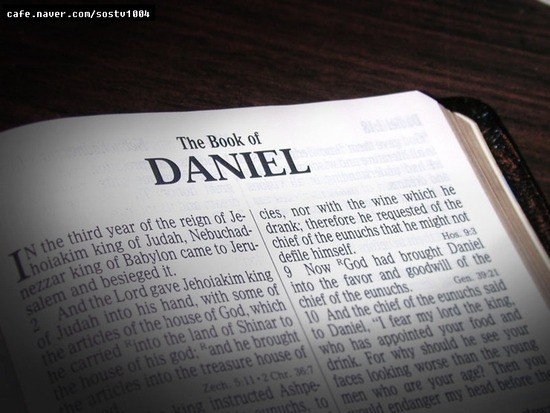 cafe.naver.com/sostv1004
The Book of
DANIEL
IN the third year of the reign of Je-
hoiakim king of Judah, Nebuchad-
nezzar king of Babylon came to Jeru-
salem and besieged it.
2 And the Lord gave Jehoiakim king
of Judah into his hand, with some of
the articles of the house of God, which
he carried R into the land of Shinar to
the house of his god; R and he brought
the articles into the treasure house of
Zech. 5:11 · 2 Chr. 36:7
king instructed Ashpe-
eunuchs, to
cies, nor with the wine which he
drank; therefore he requested of the
chief of the eunuchs that he might not
defile himself.
Hos. 9:3
9 Now R God had brought Daniel
into the favor and goodwill of the
chief of the eunuchs.
Gen. 39:21
10 And the chief of the eunuchs said
to Daniel, "I fear my lord the king,
who has appointed your food and
drink. For why should he see your
faces looking worse than the young
men who are your age? Then you
would endanger my head before the